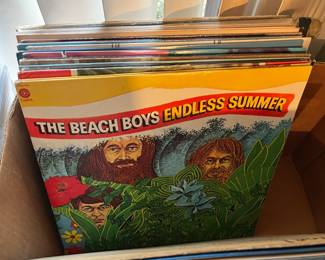 THE BEACH BOYS ENDLESS SUMMER